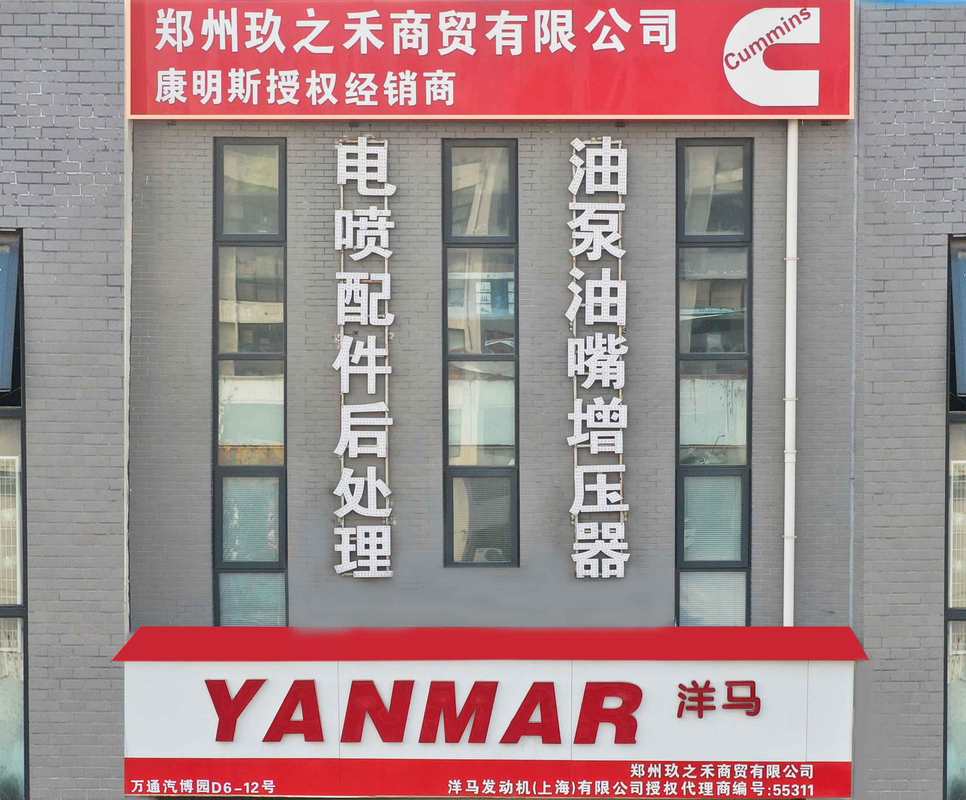 郑州玖之禾商贸有限公司
康明斯授权经销商
Cummins
电喷配件后处理
油泵油嘴增压器
YANMAR 洋马
万通汽博园D6-12号
郑州玖之禾商贸有限公司
洋马发动机(上海)有限公司授权代理商编号:55311